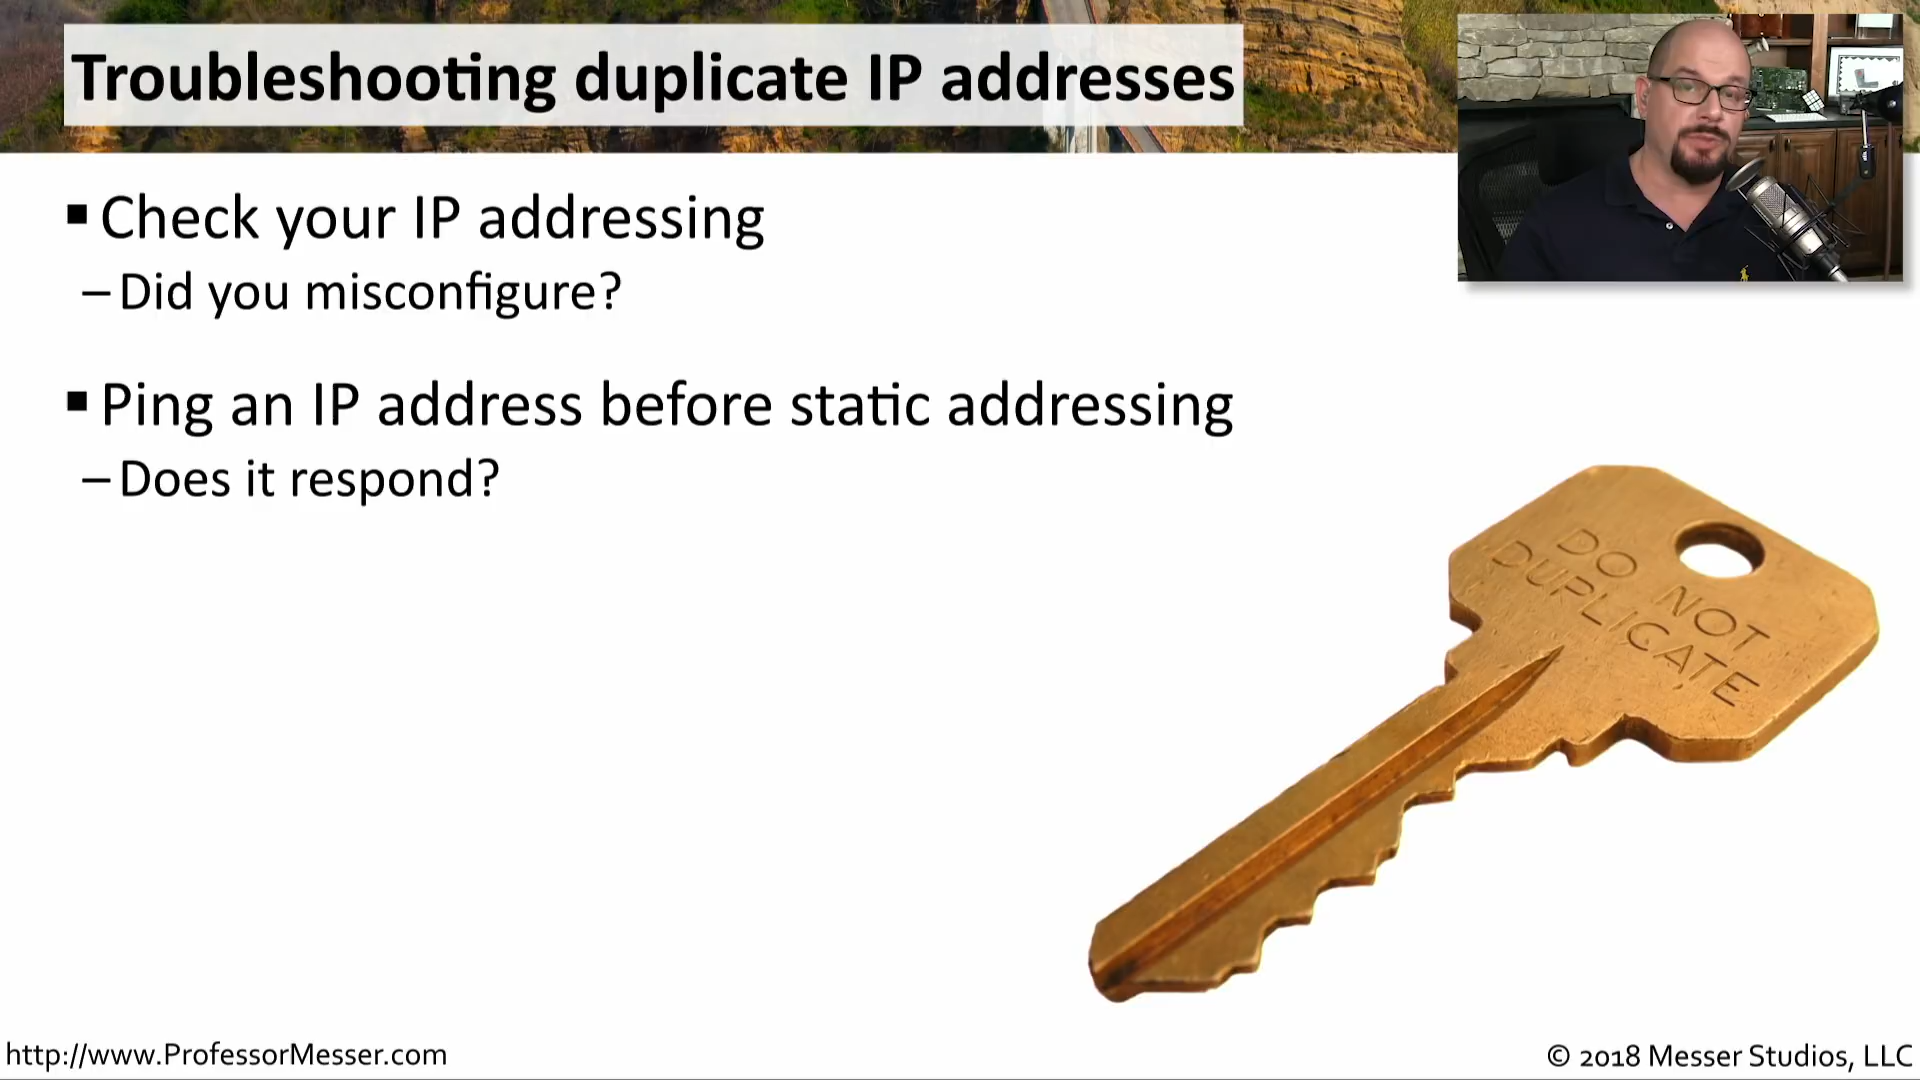 Troubleshooting duplicate IP addresses
▪ Check your IP addressing
– Did you misconfigure?
▪ Ping an IP address before static addressing
– Does it respond?
DO NOT
DUPLICATE
http://www.ProfessorMesser.com
© 2018 Messer Studios, LLC